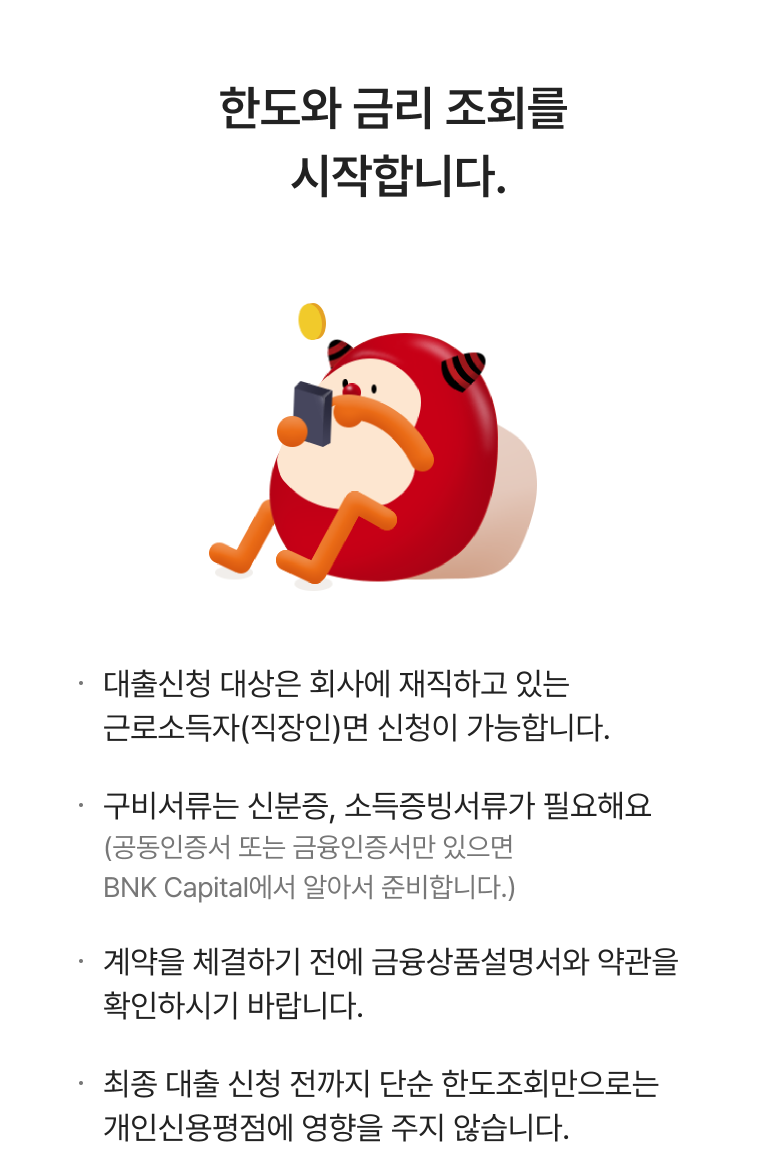 한도와 금리 조회를
시작합니다.
· 대출신청 대상은 회사에 재직하고 있는
근로소득자(직장인)면 신청이 가능합니다.
· 구비서류는 신분증, 소득증빙서류가 필요해요
(공동인증서 또는 금융인증서만 있으면
BNK Capital에서 알아서 준비합니다.)
· 계약을 체결하기 전에 금융상품설명서와 약관을
확인하시기 바랍니다.
· 최종 대출 신청 전까지 단순 한도조회만으로는
개인신용평점에 영향을 주지 않습니다.